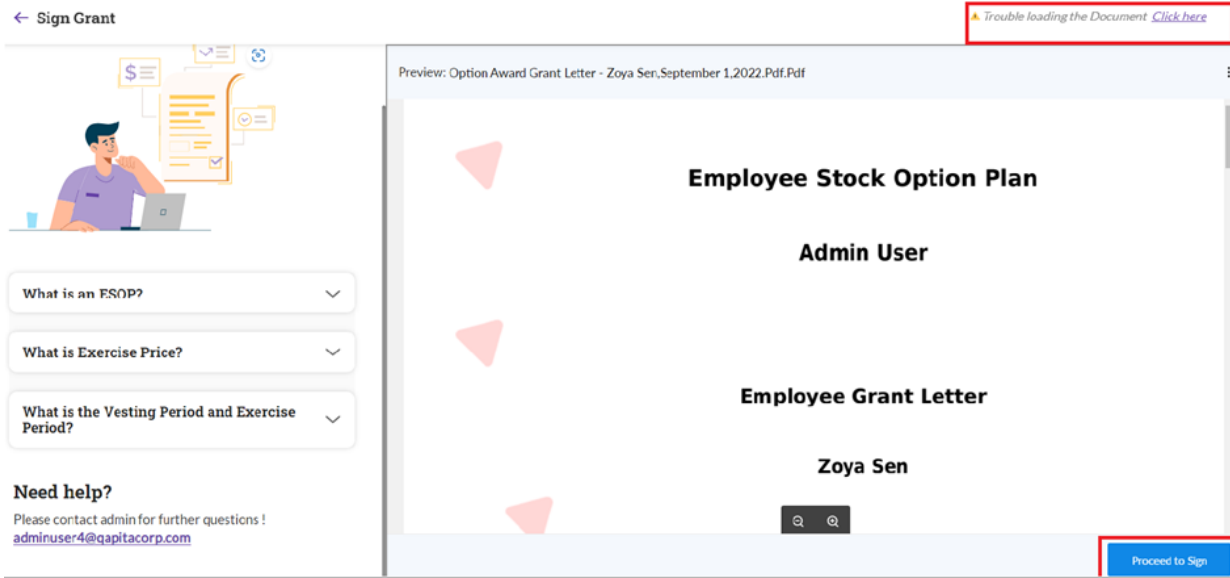 ← Sign Grant
⚠ Trouble loading the Document Click here
$
What is an ESOP?
What is Exercise Price?
What is the Vesting Period and Exercise
Period?
Need help?
Please contact admin for further questions !
adminuser4@qapitacorp.com
Preview: Option Award Grant Letter - Zoya Sen,September 1,2022.Pdf.Pdf
Employee Stock Option Plan
Admin User
Employee Grant Letter
Zoya Sen
Proceed to Sign